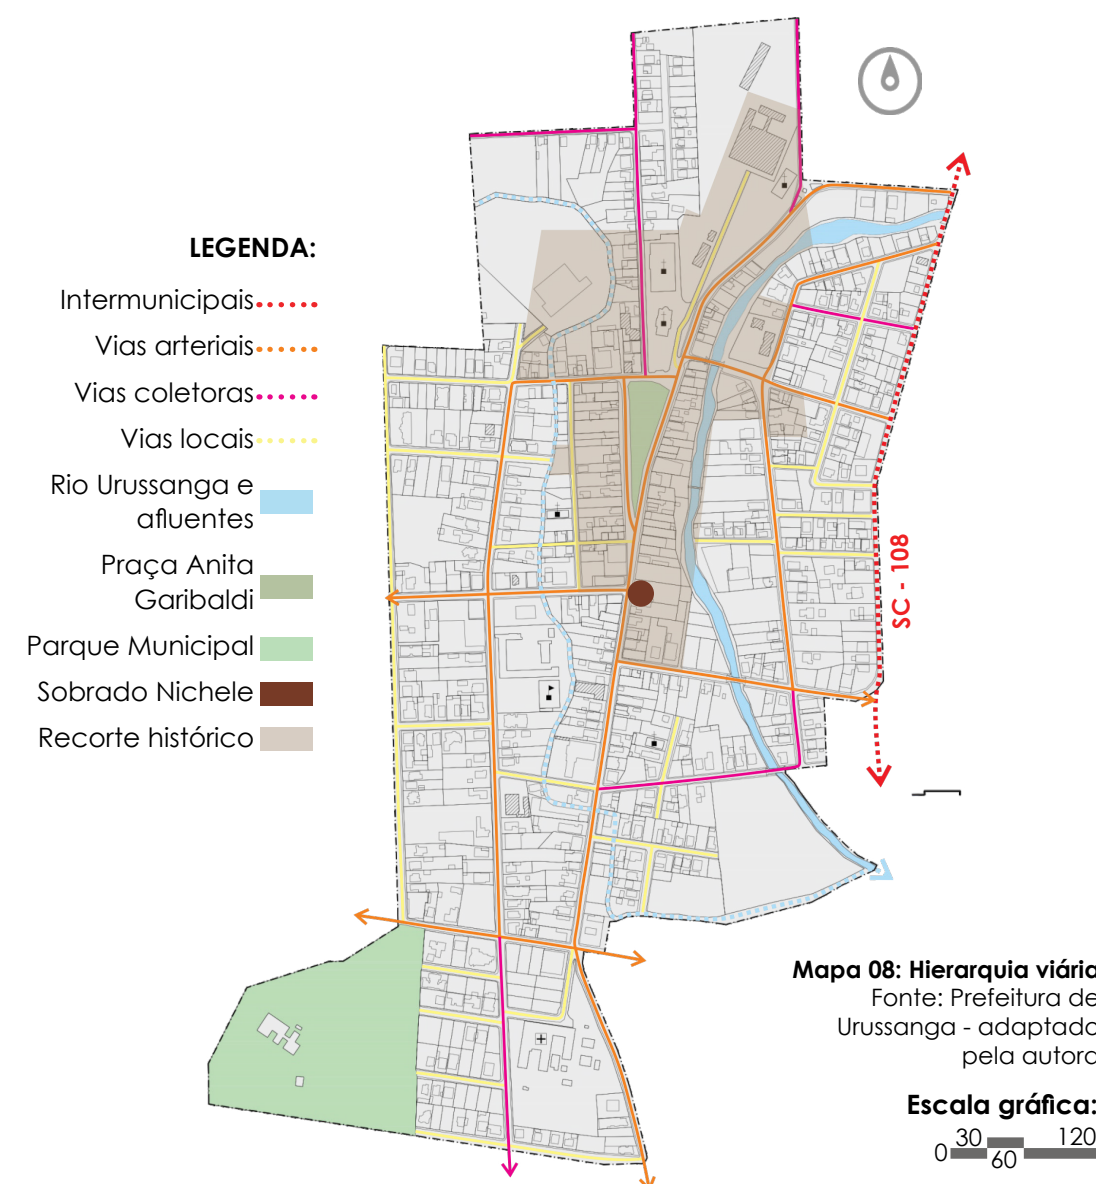 LEGENDA:
Intermunicipais
Vias arteriais
Vias coletoras
Vias locais
Rio Urussanga e
afluentes
Praça Anita
Garibaldi
Parque Municipal
Sobrado Nichele
Recorte histórico
SC - 108
Mapa 08: Hierarquia viária
Fonte: Prefeitura de
Urussanga - adaptado
pela autora
Escala gráfica:
0 30 60 120